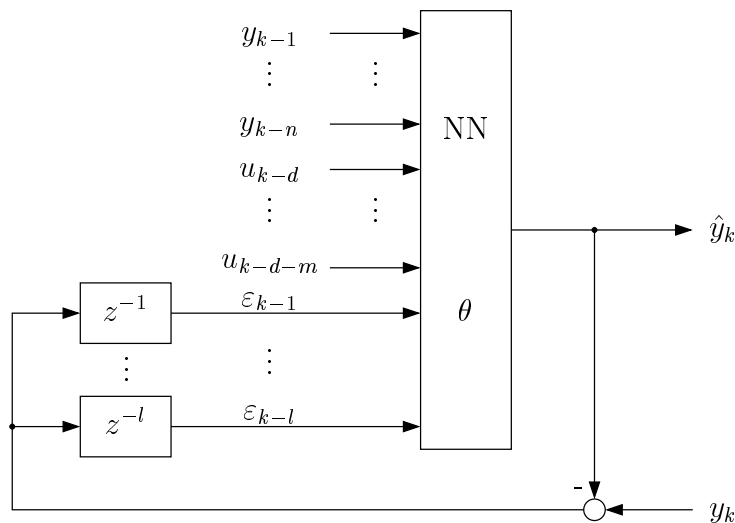 y_{k-1}
⋮ ⋮
y_{k-n}
NN
u_{k-d}
⋮ ⋮
ŷ_k
u_{k-d-m}
z^{-1}
ε_{k-1}
θ
⋮ ⋮
z^{-l}
ε_{k-l}
-
y_k